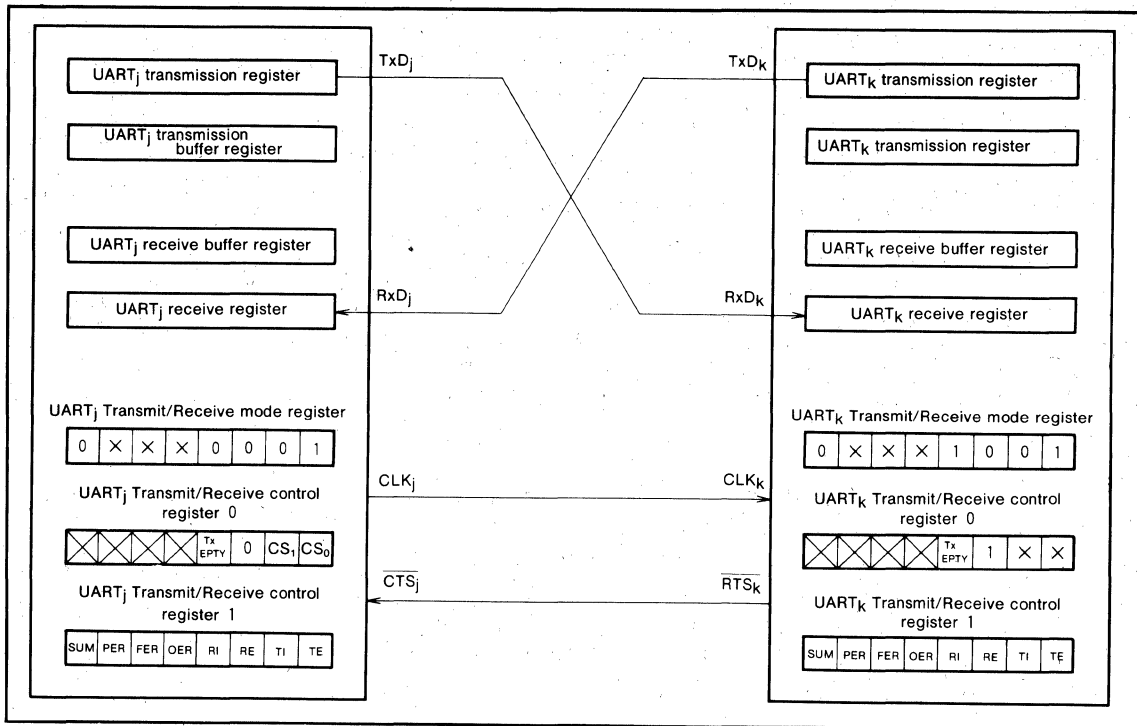 UARTj transmission register
UARTj transmission
buffer register
UARTj receive buffer register
UARTj receive register
UARTj Transmit/Receive mode register
0 × × × 0 0 0 1
UARTj Transmit/Receive control
register 0
Tx
EPTY 0 CS1 CS0
UARTj Transmit/Receive control
register 1
SUM PER FER OER RI RE TI TE
TxDj
TxDk
RxDj
RxDk
CLKj
CLKk
CTSj
RTSk
UARTk transmission register
UARTk transmission register
UARTk receive buffer register
UARTk receive register
UARTk Transmit/Receive mode register
0 × × × 1 0 0 1
UARTk Transmit/Receive control
register 0
Tx
EPTY 1 × ×
UARTk Transmit/Receive control
register 1
SUM PER FER OER RI RE TI TE